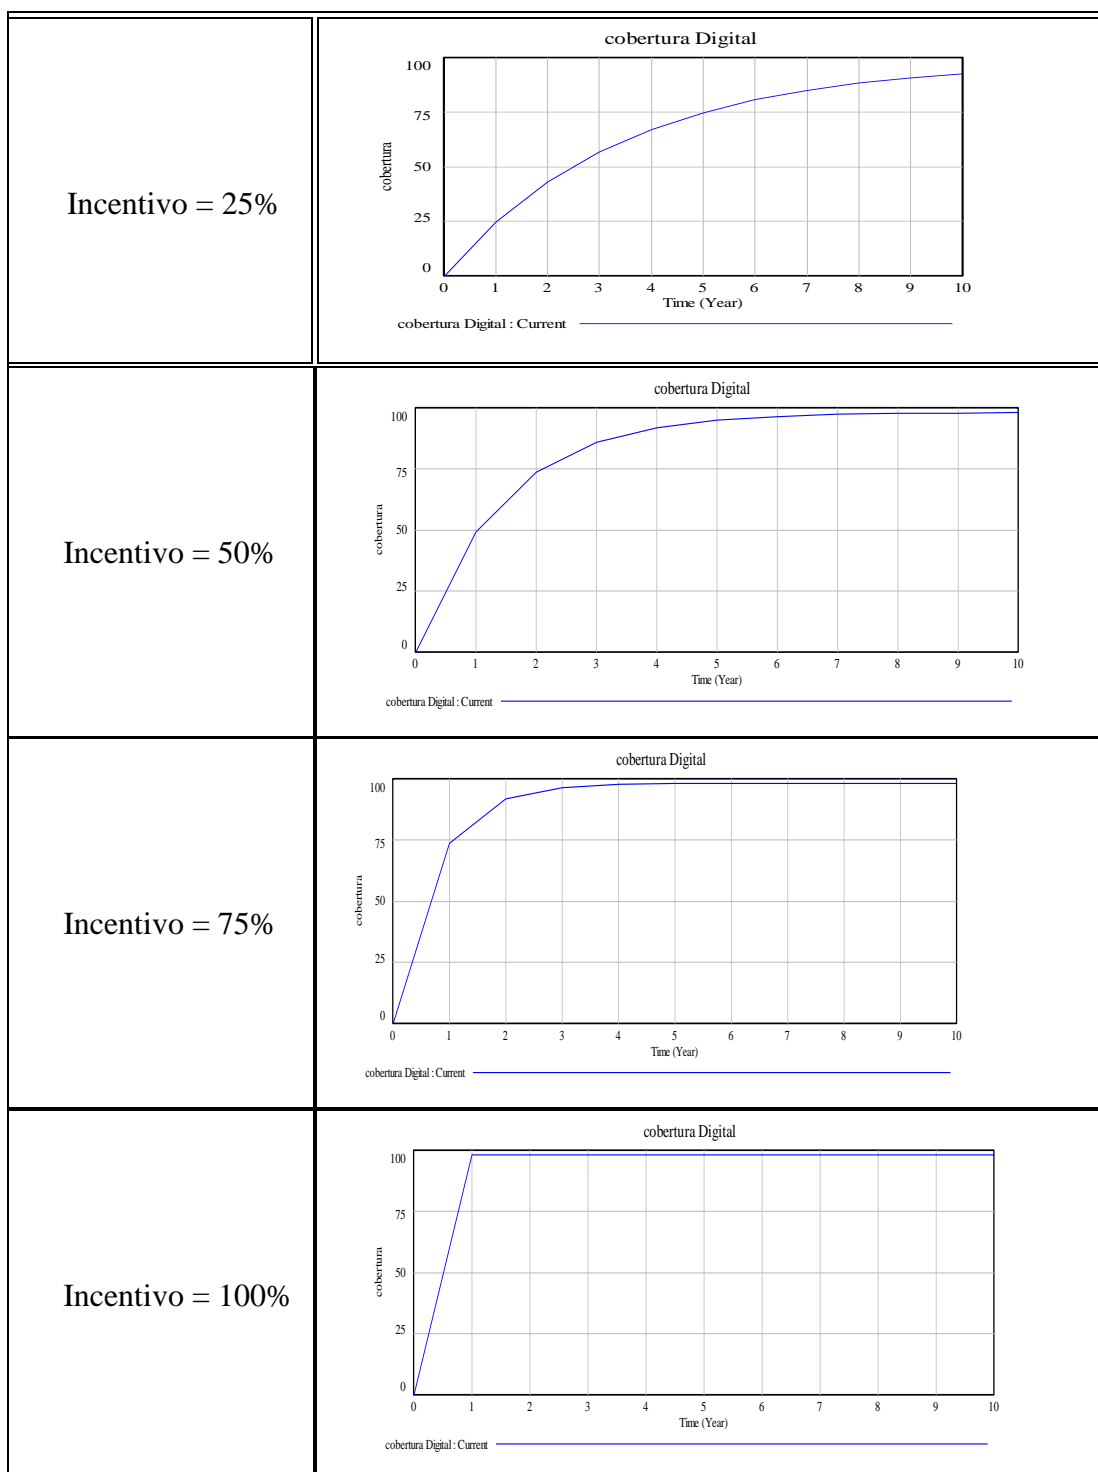 Incentivo = 25%
cobertura Digital
100
75
50
25
0
cobertura
0 1 2 3 4 5 6 7 8 9 10
Time (Year)
cobertura Digital : Current
Incentivo = 50%
cobertura Digital
100
75
50
25
0
cobertura
0 1 2 3 4 5 6 7 8 9 10
Time (Year)
cobertura Digital : Current
Incentivo = 75%
cobertura Digital
100
75
50
25
0
cobertura
0 1 2 3 4 5 6 7 8 9 10
Time (Year)
cobertura Digital : Current
Incentivo = 100%
cobertura Digital
100
75
50
25
0
cobertura
0 1 2 3 4 5 6 7 8 9 10
Time (Year)
cobertura Digital : Current